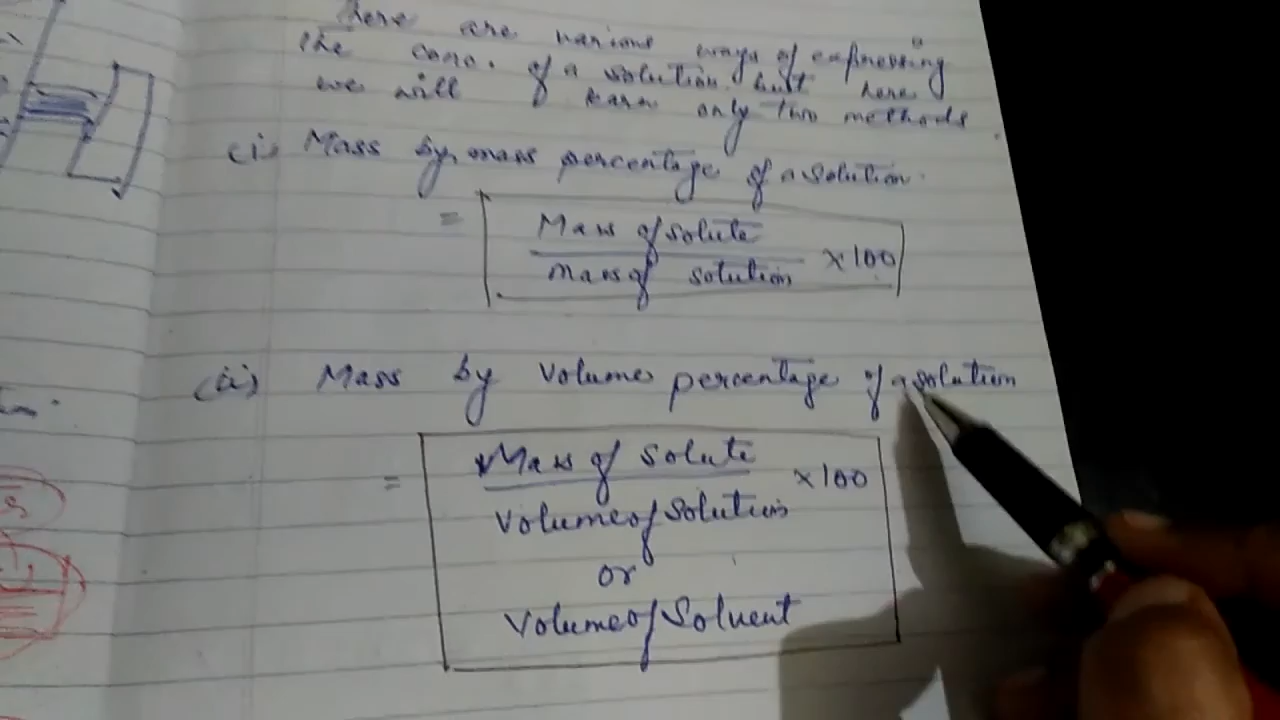 There are various ways of expressing
the conc. of a solution but here
we will learn only two methods.
(i) Mass by mass percentage of a solution.
= Mass of solute
mass of solution ×100
(ii) Mass by Volume percentage of a solution
= Mass of solute
Volume of Solution ×100
or
Volume of Solvent